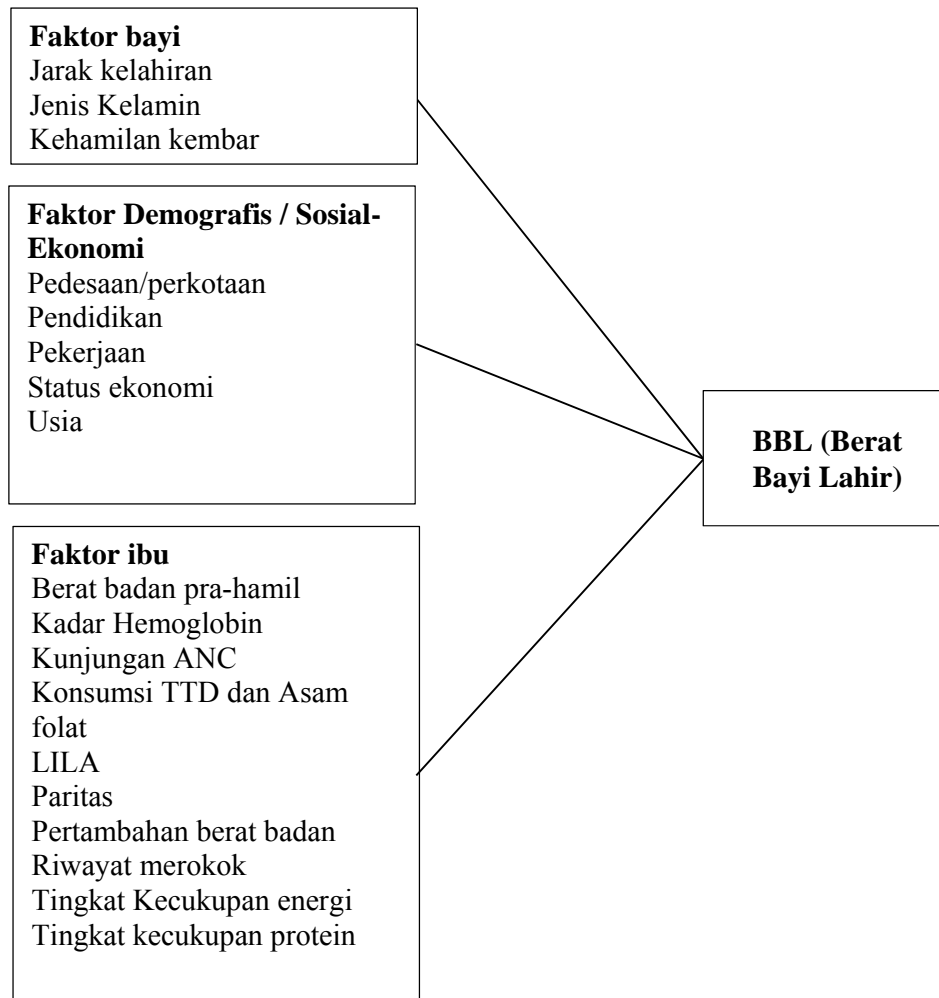 Faktor bayi
Jarak kelahiran
Jenis Kelamin
Kehamilan kembar
Faktor Demografis / Sosial-
Ekonomi
Pedesaan/perkotaan
Pendidikan
Pekerjaan
Status ekonomi
Usia
BBL (Berat
Bayi Lahir)
Faktor ibu
Berat badan pra-hamil
Kadar Hemoglobin
Kunjungan ANC
Konsumsi TTD dan Asam
folat
LILA
Paritas
Pertambahan berat badan
Riwayat merokok
Tingkat Kecukupan energi
Tingkat kecukupan protein